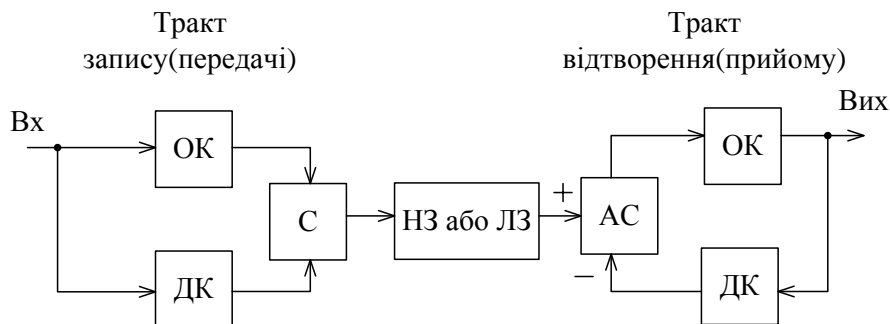 Тракт
запису(передачі)
Тракт
відтворення(прийому)
Вх
ОК
ДК
С
НЗ або ЛЗ
+
АС
−
ОК
ДК
Вих